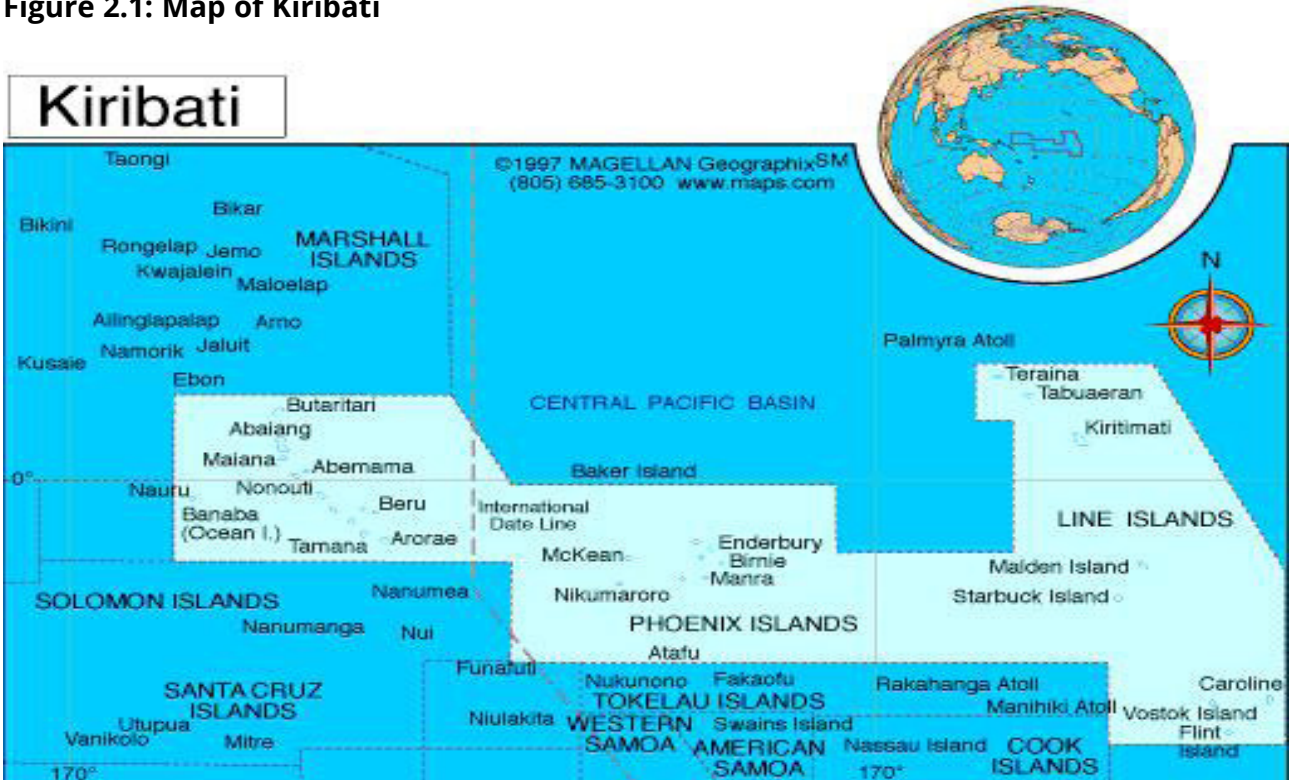 Figure 2.1: Map of Kiribati
Kiribati
Taongi
©1997 MAGELLAN Geographix SM
(805) 685-3100 www.maps.com
Bikar
Bikini
MARSHALL
ISLANDS
Rongelap Jemo
Kwajalein
Maloelap
N
Ailinglapalap Arno
Namorik Jaluit
Kusaie
Palmyra Atoll
Ebon
Teraina
Tabuaeran
Butaritari
CENTRAL PACIFIC BASIN
Abaiang
Kiritimati
Maiana Abemama
0°
Baker Island
Nauru Nonouti
Beru
International
Date Line
Banaba
(Ocean I.)
LINE ISLANDS
Tamana Arorae
McKean
Enderbury
Birnie
Manra
Malden Island
Nanumea
Nikumaroro
Starbuck Island
SOLOMON ISLANDS
Nanumanga Nui
PHOENIX ISLANDS
Atafu
Funafuti
Nukunono Fakaofu
Rakahanga Atoll
Caroline
SANTA CRUZ
ISLANDS
TOKELAU ISLANDS
Manihiki Atoll
Vostok Island
Niulakita
WESTERN
SAMOA
Swains Island
Utupua
Vanikolo Mitre
AMERICAN
SAMOA
Nassau Island
COOK
ISLANDS
Flint
Island
170°
170°